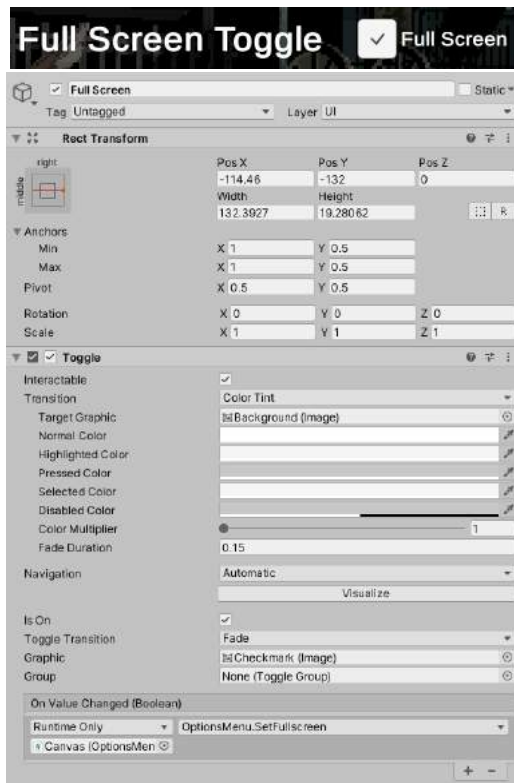 Full Screen Toggle Full Screen
Full Screen Static
Tag Untagged Layer UI
Rect Transform
right Pos X Pos Y Pos Z
middle -114.46 -132 0
Width Height
132.3927 19.28062 R
Anchors
Min X 1 Y 0.5
Max X 1 Y 0.5
Pivot X 0.5 Y 0.5
Rotation X 0 Y 0 Z 0
Scale X 1 Y 1 Z 1
Toggle
Interactable
Transition Color Tint
Target Graphic Background (Image)
Normal Color
Highlighted Color
Pressed Color
Selected Color
Disabled Color
Color Multiplier 1
Fade Duration 0.15
Navigation Automatic
Visualize
Is On
Toggle Transition Fade
Graphic Checkmark (Image)
Group None (Toggle Group)
On Value Changed (Boolean)
Runtime Only OptionsMenu.SetFullscreen
Canvas (OptionsMen